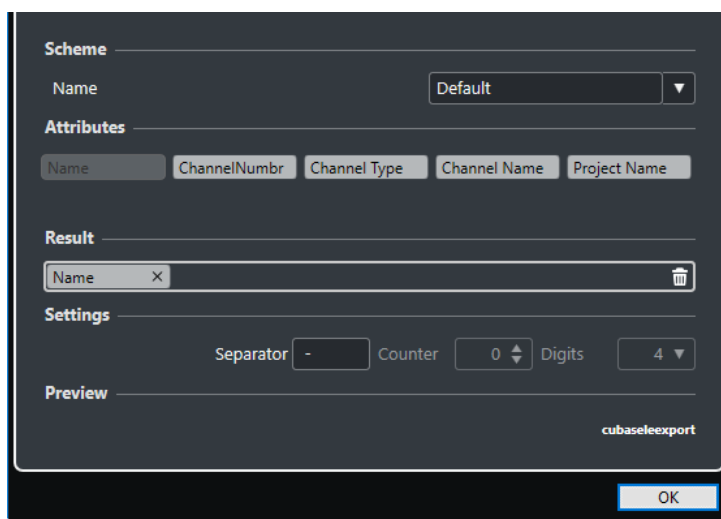 Scheme
Name Default
Attributes
Name ChannelNumbr Channel Type Channel Name Project Name
Result
Name
Settings
Separator - Counter 0 Digits 4
Preview
cubaseleexport
OK